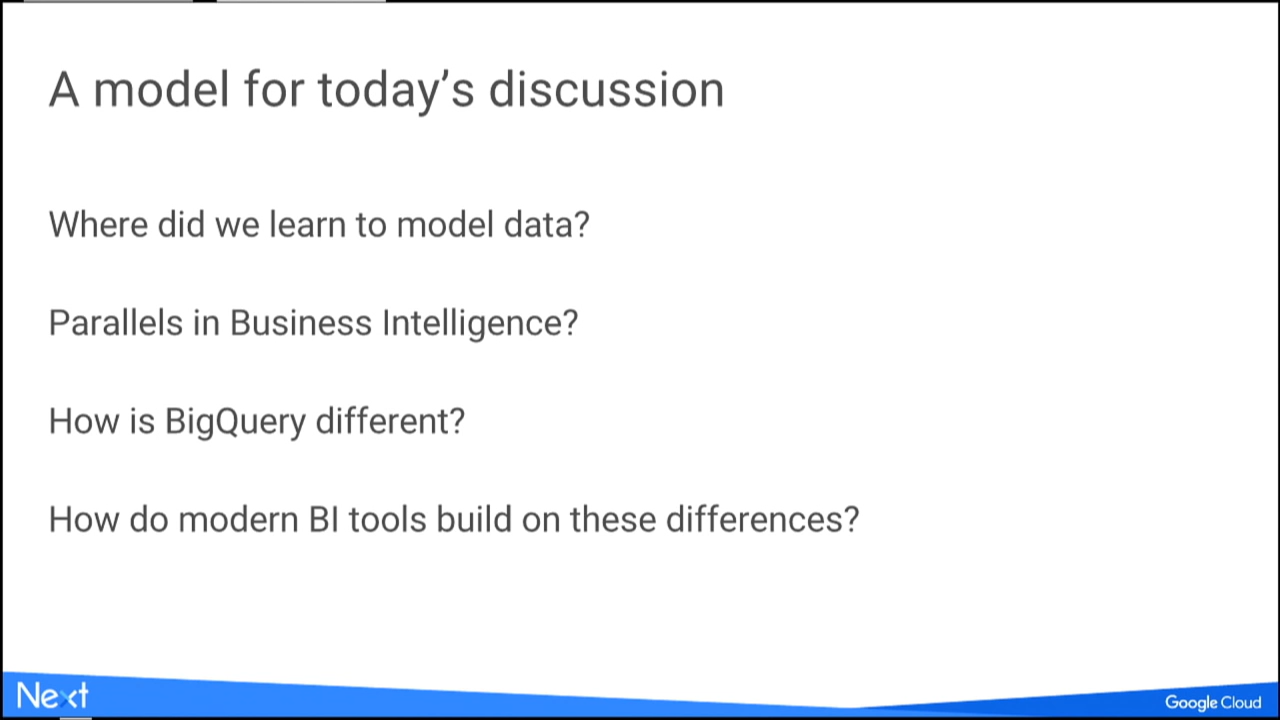 A model for today’s discussion
Where did we learn to model data?
Parallels in Business Intelligence?
How is BigQuery different?
How do modern BI tools build on these differences?
Next
Google Cloud